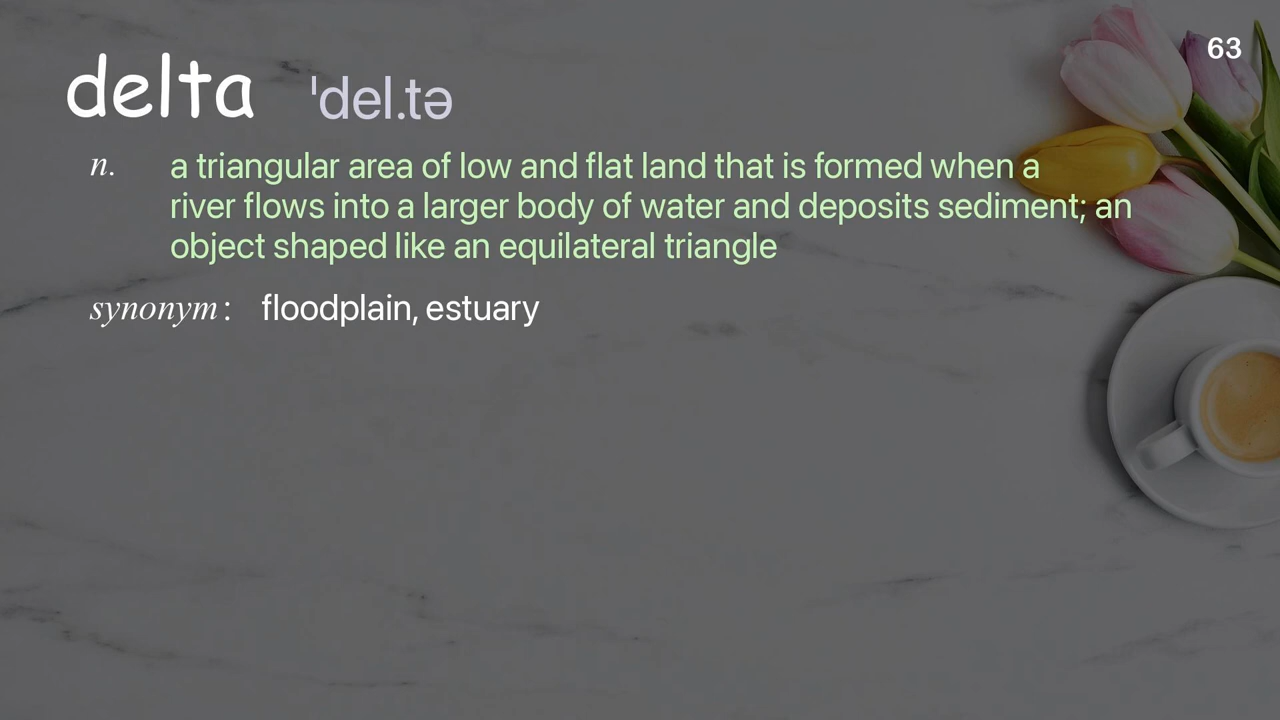 63
delta ˈdel.tə
n. a triangular area of low and flat land that is formed when a
river flows into a larger body of water and deposits sediment; an
object shaped like an equilateral triangle
synonym: floodplain, estuary